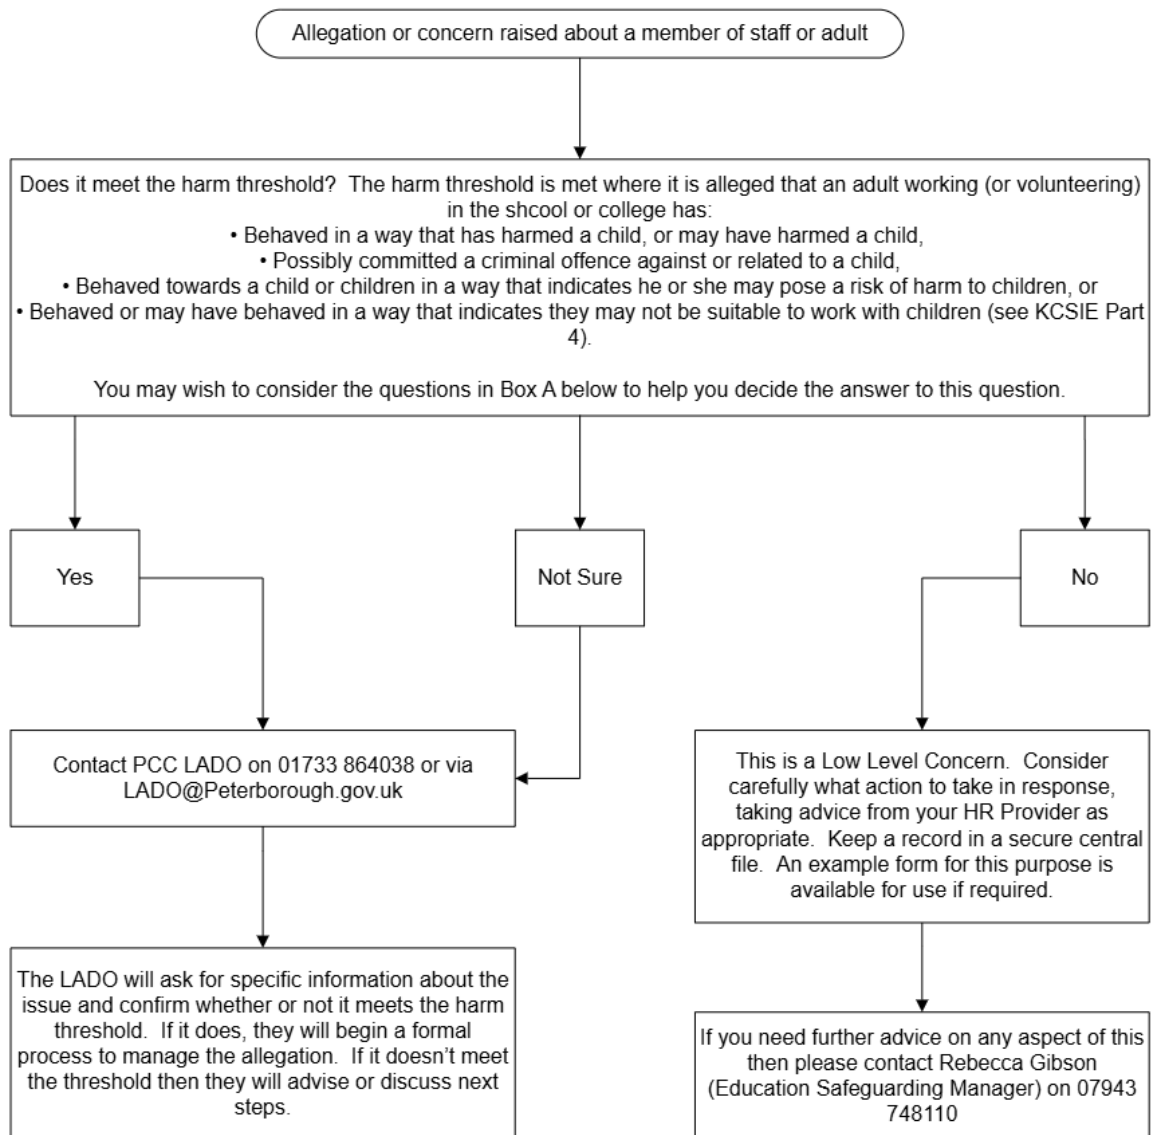 Allegation or concern raised about a member of staff or adult
Does it meet the harm threshold?  The harm threshold is met where it is alleged that an adult working (or volunteering)
in the shcool or college has:
• Behaved in a way that has harmed a child, or may have harmed a child,
• Possibly committed a criminal offence against or related to a child,
• Behaved towards a child or children in a way that indicates he or she may pose a risk of harm to children, or
• Behaved or may have behaved in a way that indicates they may not be suitable to work with children (see KCSIE Part
4).
You may wish to consider the questions in Box A below to help you decide the answer to this question.
Yes
Not Sure
No
Contact PCC LADO on 01733 864038 or via
LADO@Peterborough.gov.uk
This is a Low Level Concern.  Consider
carefully what action to take in response,
taking advice from your HR Provider as
appropriate.  Keep a record in a secure central
file.  An example form for this purpose is
available for use if required.
The LADO will ask for specific information about the
issue and confirm whether or not it meets the harm
threshold.  If it does, they will begin a formal
process to manage the allegation.  If it doesn't meet
the threshold then they will advise or discuss next
steps.
If you need further advice on any aspect of this
then please contact Rebecca Gibson
(Education Safeguarding Manager) on 07943
748110